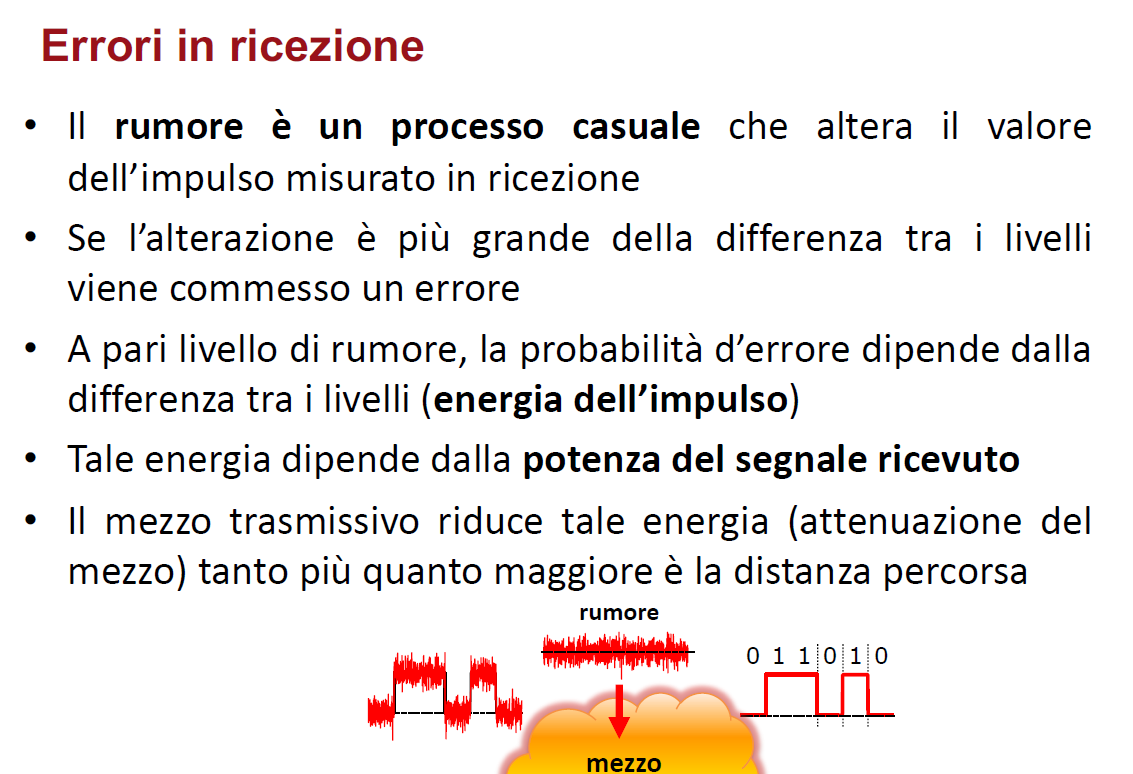 Errori in ricezione
• Il rumore è un processo casuale che altera il valore
dell’impulso misurato in ricezione
• Se l’alterazione è più grande della differenza tra i livelli
viene commesso un errore
• A pari livello di rumore, la probabilità d’errore dipende dalla
differenza tra i livelli (energia dell’impulso)
• Tale energia dipende dalla potenza del segnale ricevuto
• Il mezzo trasmissivo riduce tale energia (attenuazione del
mezzo) tanto più quanto maggiore è la distanza percorsa
rumore
0 1 1 0 1 0
mezzo